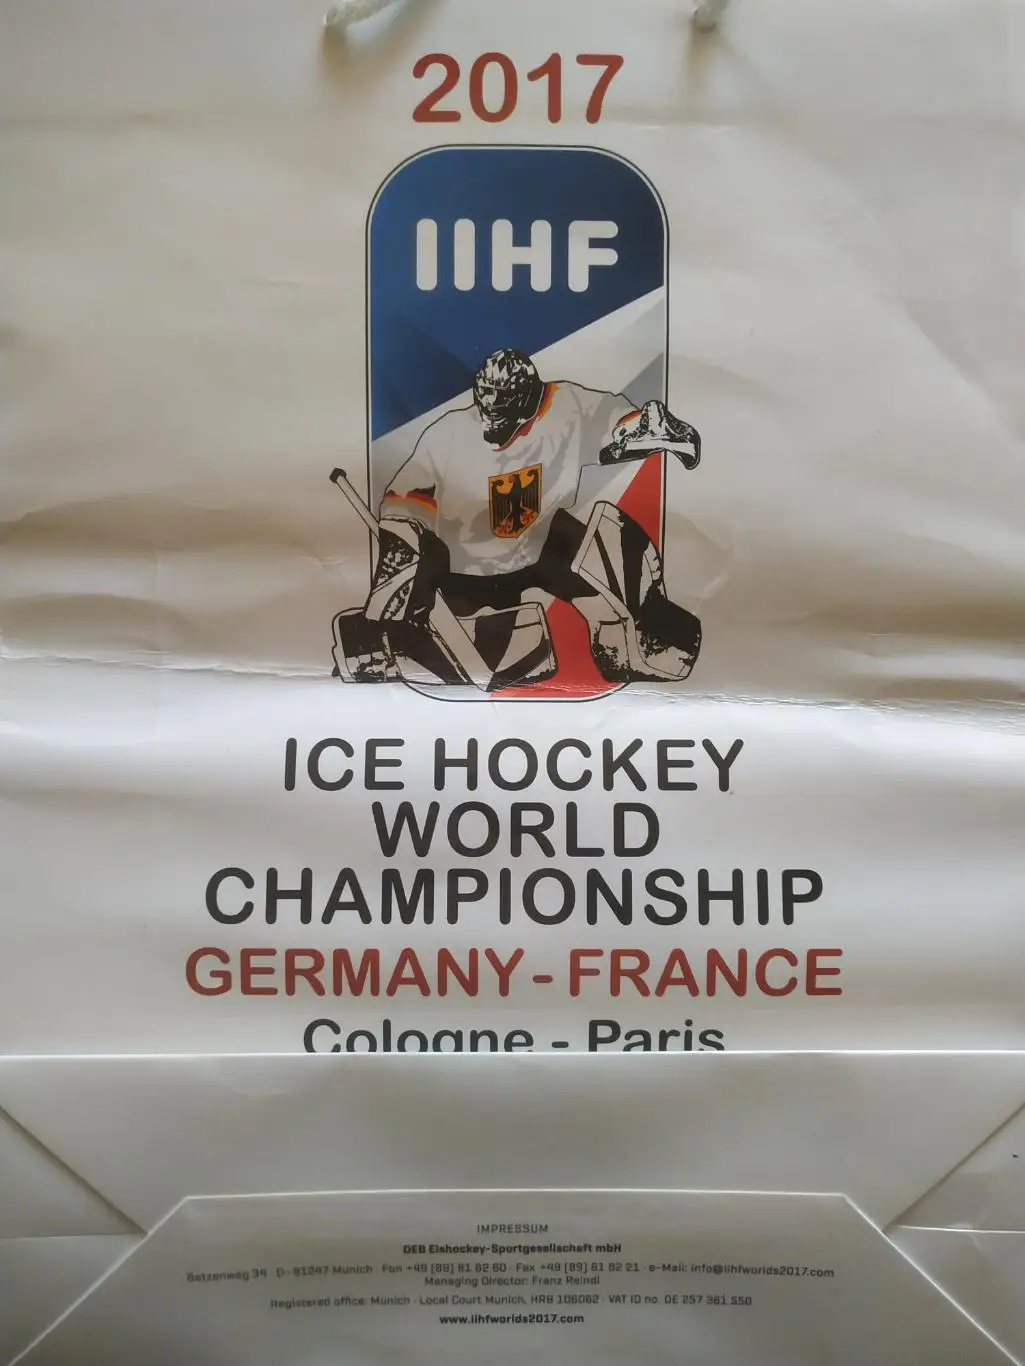 2017
IIHF
ICE HOCKEY
WORLD
CHAMPIONSHIP
GERMANY - FRANCE
Cologne - Paris
IMPRESSUM
DEB Eishockey-Sportgesellschaft mbH
Betzenweg 34 · D - 81247 Munich · Fon +49 (89) 81 82 60 · Fax +49 (89) 81 82 21 · e-Mail: info@iihfworlds2017.com
Managing Director: Franz Reindl
Registered office: Munich · Local Court Munich, HRB 106062 · VAT ID no. DE 257 361 550
www.iihfworlds2017.com